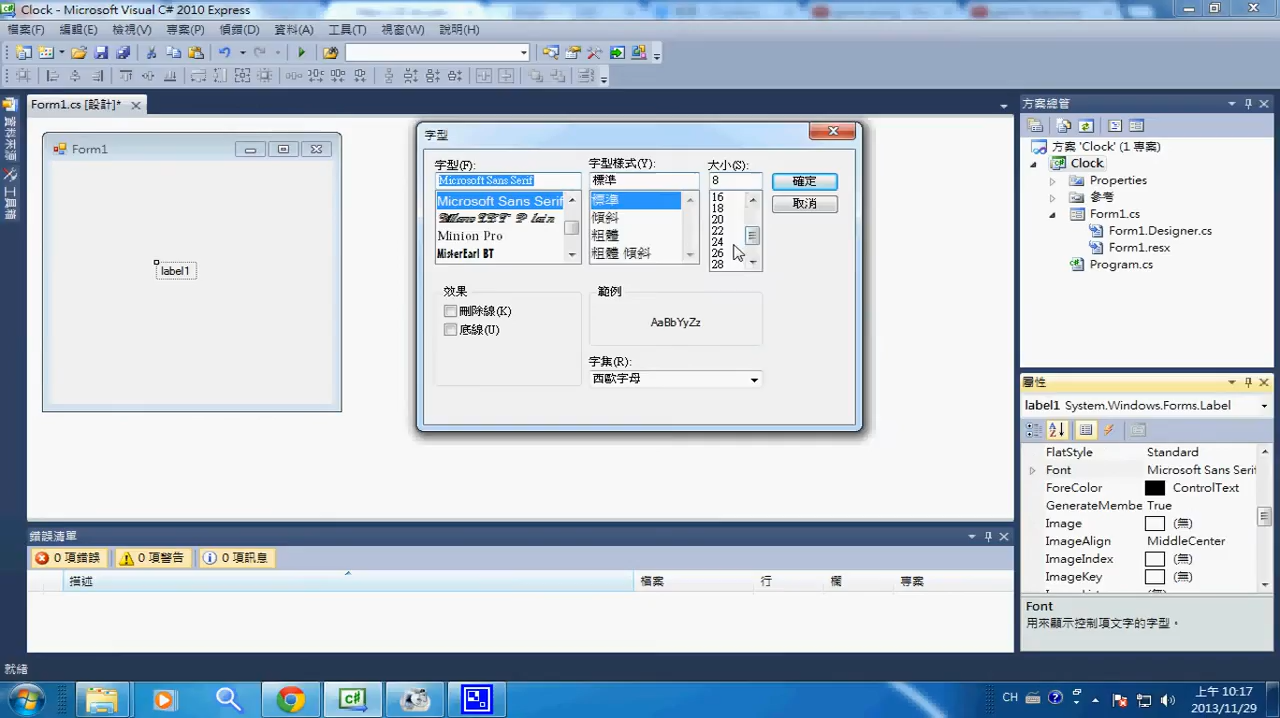 Clock - Microsoft Visual C# 2010 Express
檔案(F) 編輯(E) 檢視(V) 專案(P) 偵錯(D) 資料(A) 工具(T) 視窗(W) 說明(H)
Form1.cs [設計]*
資料來源
工具箱
Form1
label1
字型
字型(F):
Microsoft Sans Serif
Microsoft Sans Serif
Minion Pro
MisterEarl BT
字型樣式(Y):
標準
標準
傾斜
粗體
粗體 傾斜
大小(S):
8
16
18
20
22
24
26
28
確定
取消
效果
刪除線(K)
底線(U)
範例
AaBbYyZz
字集(R):
西歐字母
方案總管
方案 'Clock' (1 專案)
Clock
Properties
參考
Form1.cs
Form1.Designer.cs
Form1.resx
Program.cs
屬性
label1 System.Windows.Forms.Label
FlatStyle Standard
Font Microsoft Sans Serif
ForeColor ControlText
GenerateMembe True
Image (無)
ImageAlign MiddleCenter
ImageIndex (無)
ImageKey (無)
Font
用來顯示控制項文字的字型。
錯誤清單
0 項錯誤 0 項警告 0 項訊息
描述 檔案 行 欄 專案
就緒
CH
上午 10:17
2013/11/29